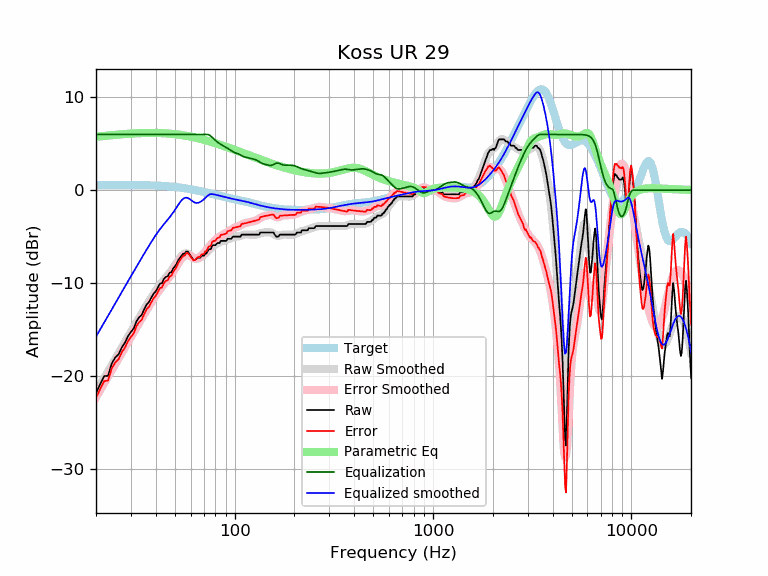 Koss UR 29
Amplitude (dBr)
10
0
−10
−20
−30
Target
Raw Smoothed
Error Smoothed
Raw
Error
Parametric Eq
Equalization
Equalized smoothed
100
1000
10000
Frequency (Hz)